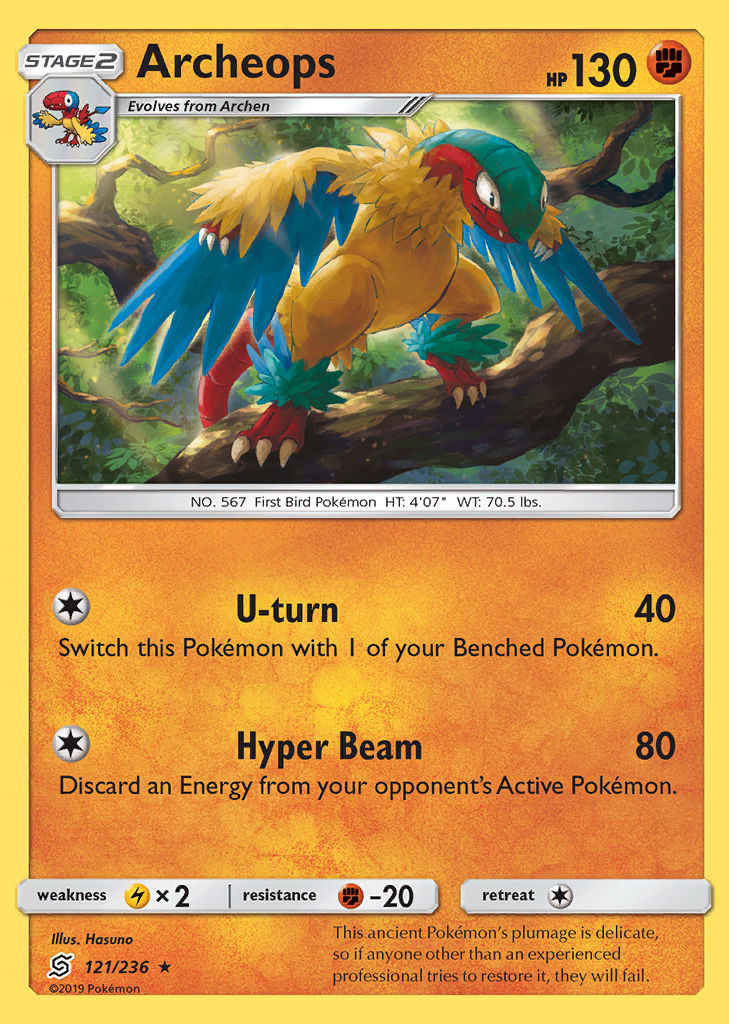 STAGE2
Archeops
HP 130
Evolves from Archen
NO. 567 First Bird Pokémon HT: 4'07" WT: 70.5 lbs.
U-turn 40
Switch this Pokémon with 1 of your Benched Pokémon.
Hyper Beam 80
Discard an Energy from your opponent's Active Pokémon.
weakness ×2 resistance -20 retreat
Illus. Hasuno
121/236 ★
©2019 Pokémon
This ancient Pokémon's plumage is delicate,
so if anyone other than an experienced
professional tries to restore it, they will fail.